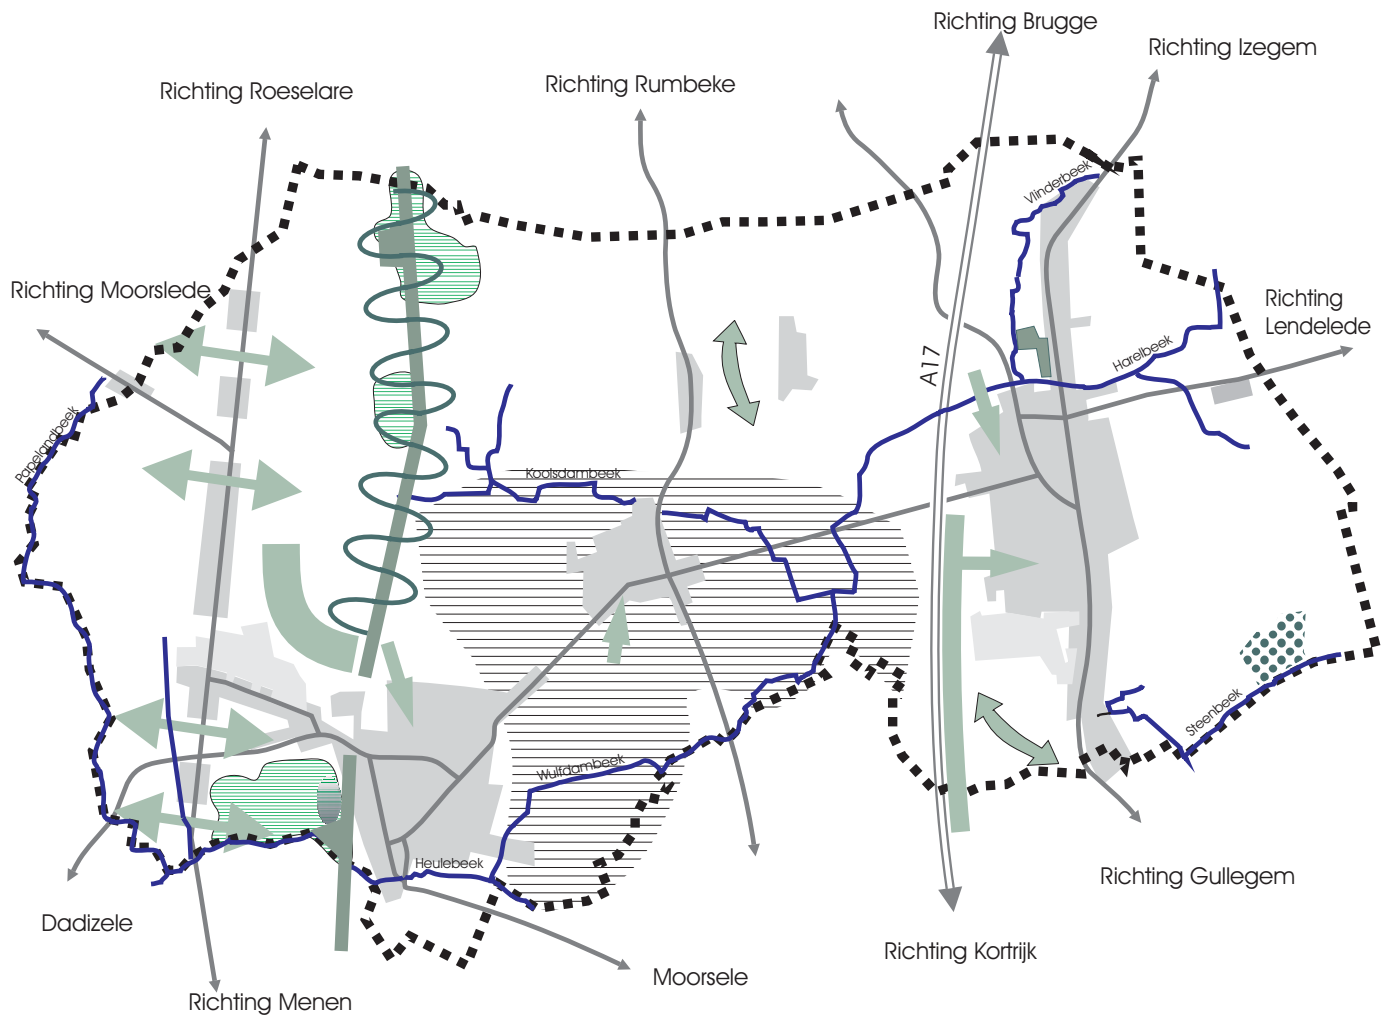 Richting Brugge
Richting Izegem
Richting Rumbeke
Richting Roeselare
Vlinderbeek
Richting Moorslede
Richting
Lendelede
Harelbeek
A17
Papelandbeek
Kooisdambeek
Steenbeek
Wulfdambeek
Heulebeek
Richting Gullegem
Dadizele
Richting Kortrijk
Moorsele
Richting Menen